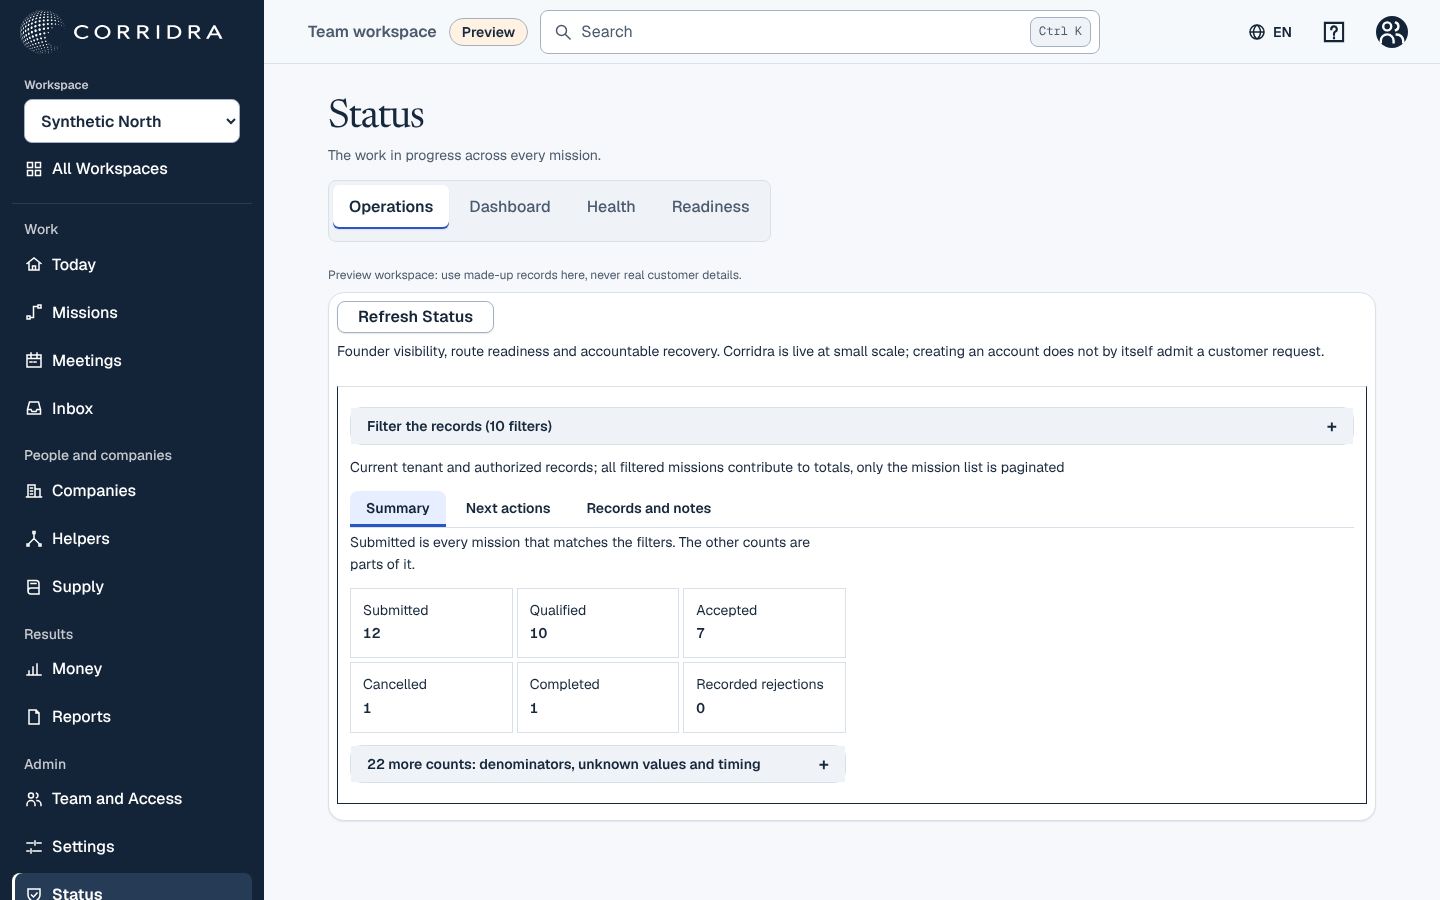 CORRIDRA
Workspace
Synthetic North
All Workspaces
Work
Today
Missions
Meetings
Inbox
People and companies
Companies
Helpers
Supply
Results
Money
Reports
Admin
Team and Access
Settings
Status
Team workspace
Preview
Search
Ctrl K
EN
Status
The work in progress across every mission.
Operations
Dashboard
Health
Readiness
Preview workspace: use made-up records here, never real customer details.
Refresh Status
Founder visibility, route readiness and accountable recovery. Corridra is live at small scale; creating an account does not by itself admit a customer request.
Filter the records (10 filters)
+
Current tenant and authorized records; all filtered missions contribute to totals, only the mission list is paginated
Summary
Next actions
Records and notes
Submitted is every mission that matches the filters. The other counts are
parts of it.
Submitted
12
Qualified
10
Accepted
7
Cancelled
1
Completed
1
Recorded rejections
0
22 more counts: denominators, unknown values and timing
+